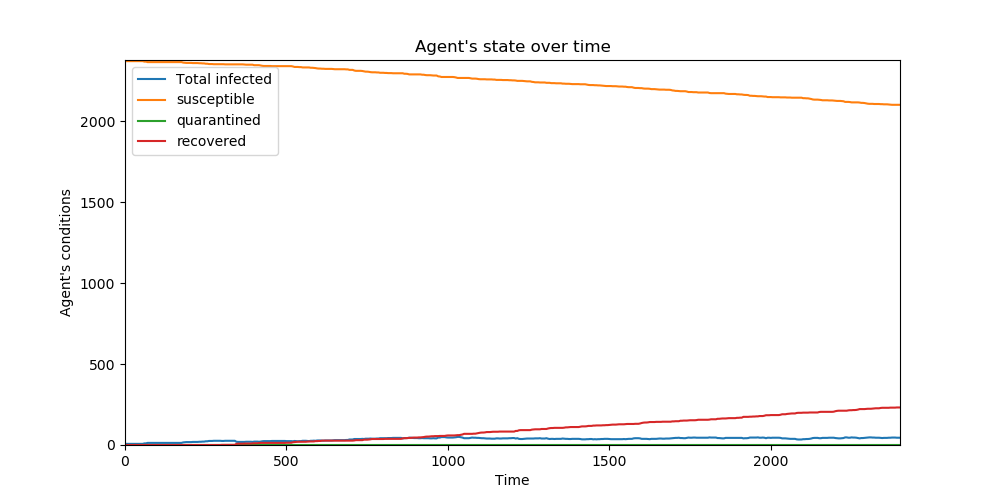 Agent's state over time
Total infected
susceptible
quarantined
recovered
Agent's conditions
2000
1500
1000
500
0
0 500 1000 1500 2000
Time